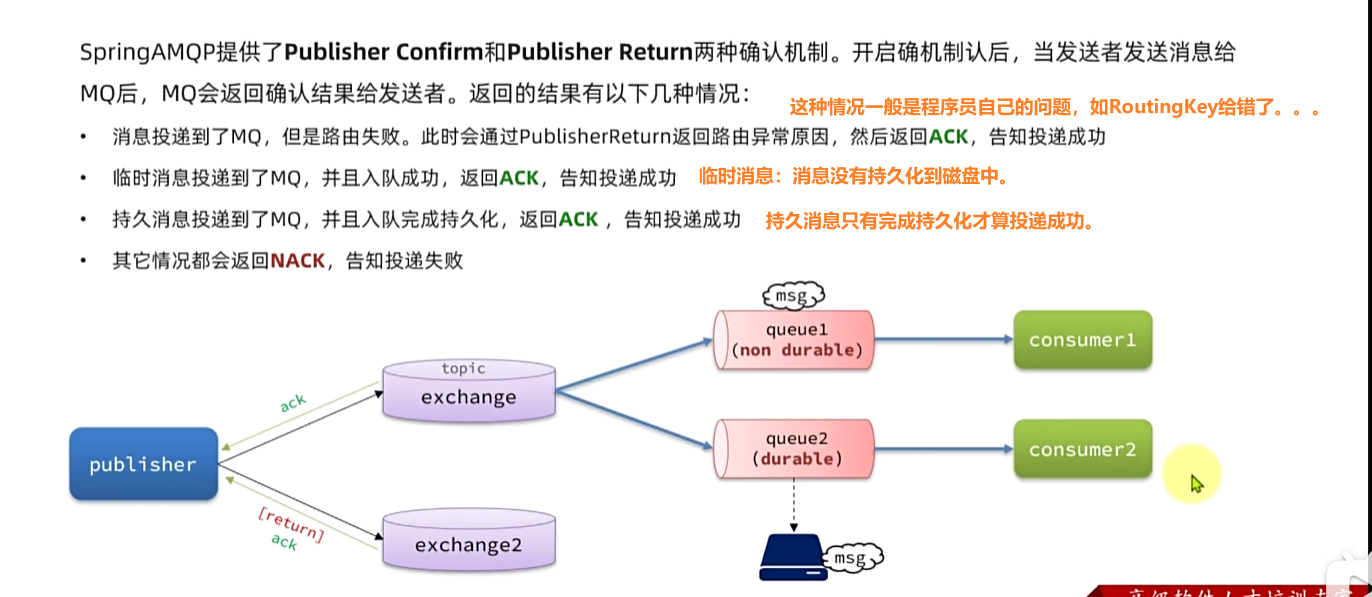 SpringAMQP提供了Publisher Confirm和Publisher Return两种确认机制。开启确机制认后，当发送者发送消息给
MQ后，MQ会返回确认结果给发送者。返回的结果有以下几种情况：
这种情况一般是程序员自己的问题，如RoutingKey给错了。。。
• 消息投递到了MQ，但是路由失败。此时会通过PublisherReturn返回路由异常原因，然后返回ACK，告知投递成功
• 临时消息投递到了MQ，并且入队成功，返回ACK，告知投递成功 临时消息：消息没有持久化到磁盘中。
• 持久消息投递到了MQ，并且入队完成持久化，返回ACK ，告知投递成功 持久消息只有完成持久化才算投递成功。
• 其它情况都会返回NACK，告知投递失败
msg
queue1
(non durable)
consumer1
topic
exchange
ack
queue2
(durable)
consumer2
publisher
[return]
ack
exchange2
msg
高级软件人才培训专家